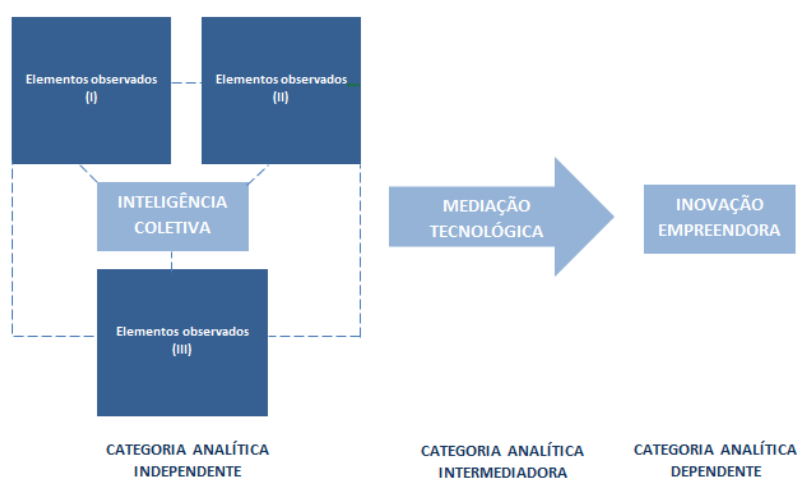 Elementos observados
(I)
Elementos observados
(II)
INTELIGÊNCIA
COLETIVA
Elementos observados
(III)
MEDIAÇÃO
TECNOLÓGICA
INOVAÇÃO
EMPREENDORA
CATEGORIA ANALÍTICA
INDEPENDENTE
CATEGORIA ANALÍTICA
INTERMEDIADORA
CATEGORIA ANALÍTICA
DEPENDENTE